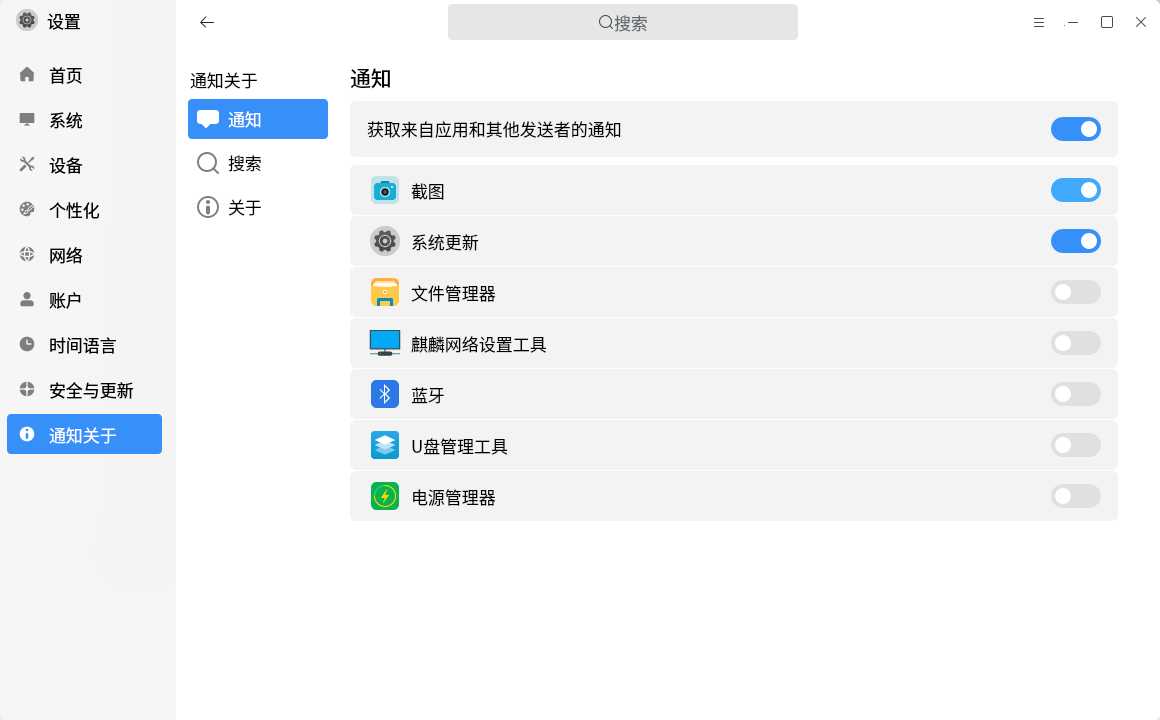 设置
首页
系统
设备
个性化
网络
账户
时间语言
安全与更新
通知关于
搜索
通知关于
通知
搜索
关于
通知
获取来自应用和其他发送者的通知
截图
系统更新
文件管理器
麒麟网络设置工具
蓝牙
U盘管理工具
电源管理器